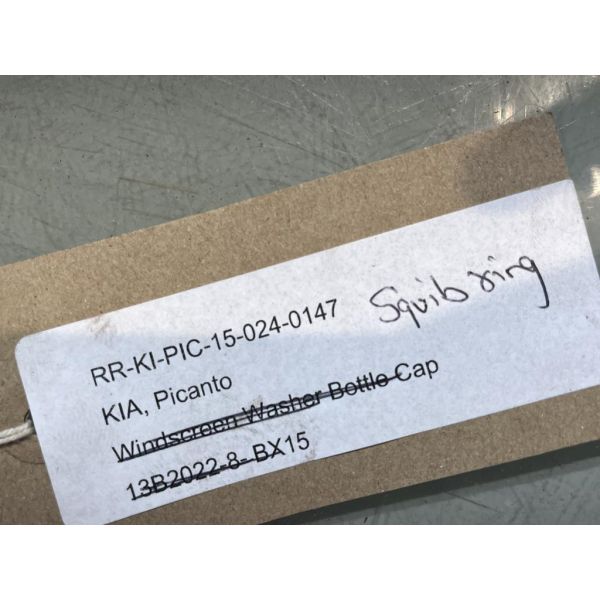 RR-KI-PIC-15-024-0147 Squib ring
KIA, Picanto
Windscreen Washer Bottle Cap
13B2022-8- BX15